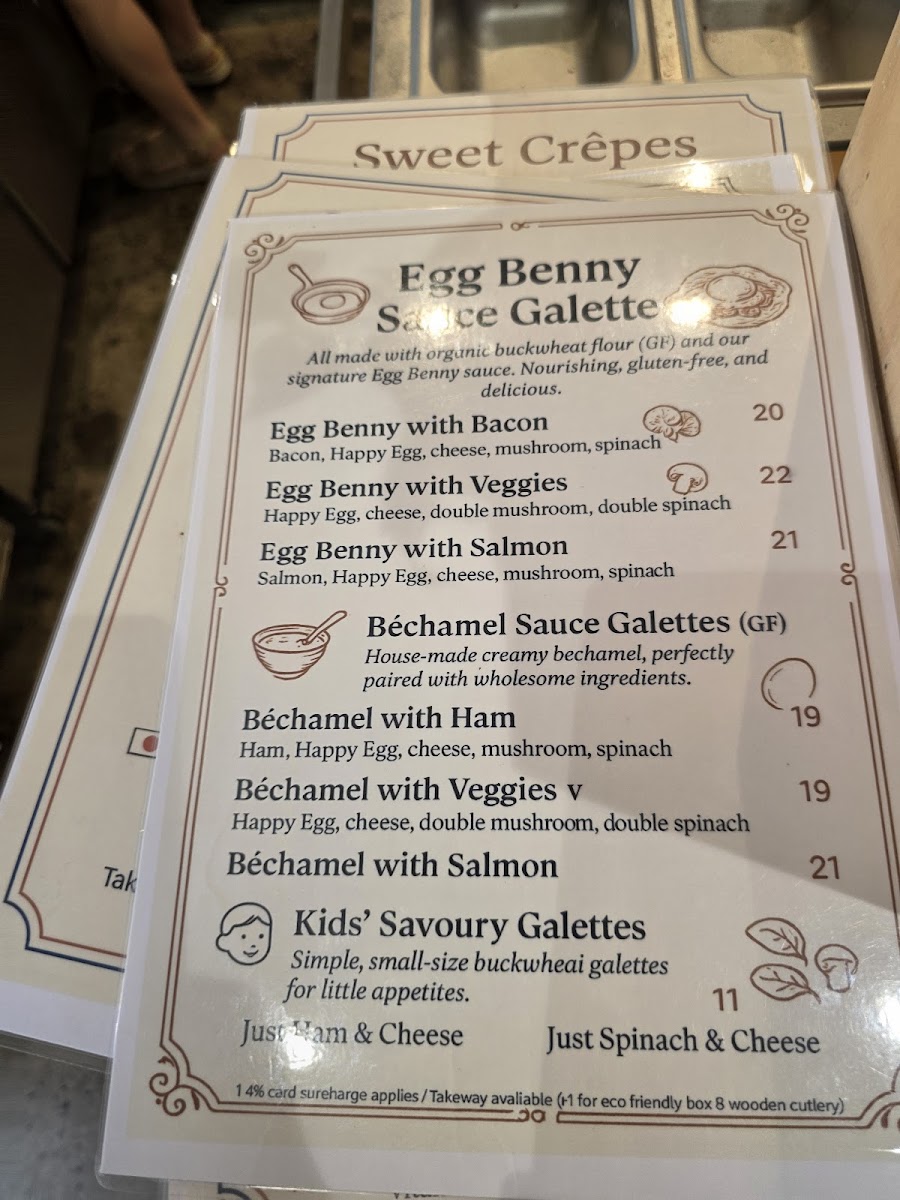 Sweet Crêpes
Egg Benny
Sauce Galette
All made with organic buckwheat flour (GF) and our
signature Egg Benny sauce. Nourishing, gluten-free, and
delicious.
Egg Benny with Bacon 20
Bacon, Happy Egg, cheese, mushroom, spinach
Egg Benny with Veggies 22
Happy Egg, cheese, double mushroom, double spinach
Egg Benny with Salmon 21
Salmon, Happy Egg, cheese, mushroom, spinach
Béchamel Sauce Galettes (GF)
House-made creamy bechamel, perfectly
paired with wholesome ingredients.
Béchamel with Ham 19
Ham, Happy Egg, cheese, mushroom, spinach
Béchamel with Veggies v 19
Happy Egg, cheese, double mushroom, double spinach
Béchamel with Salmon 21
Tak
Kids' Savoury Galettes
Simple, small-size buckwheai galettes
for little appetites. 11
Just Ham & Cheese Just Spinach & Cheese
1 4% card sureharge applies / Takeway avaliable (+1 for eco friendly box 8 wooden cutlery)